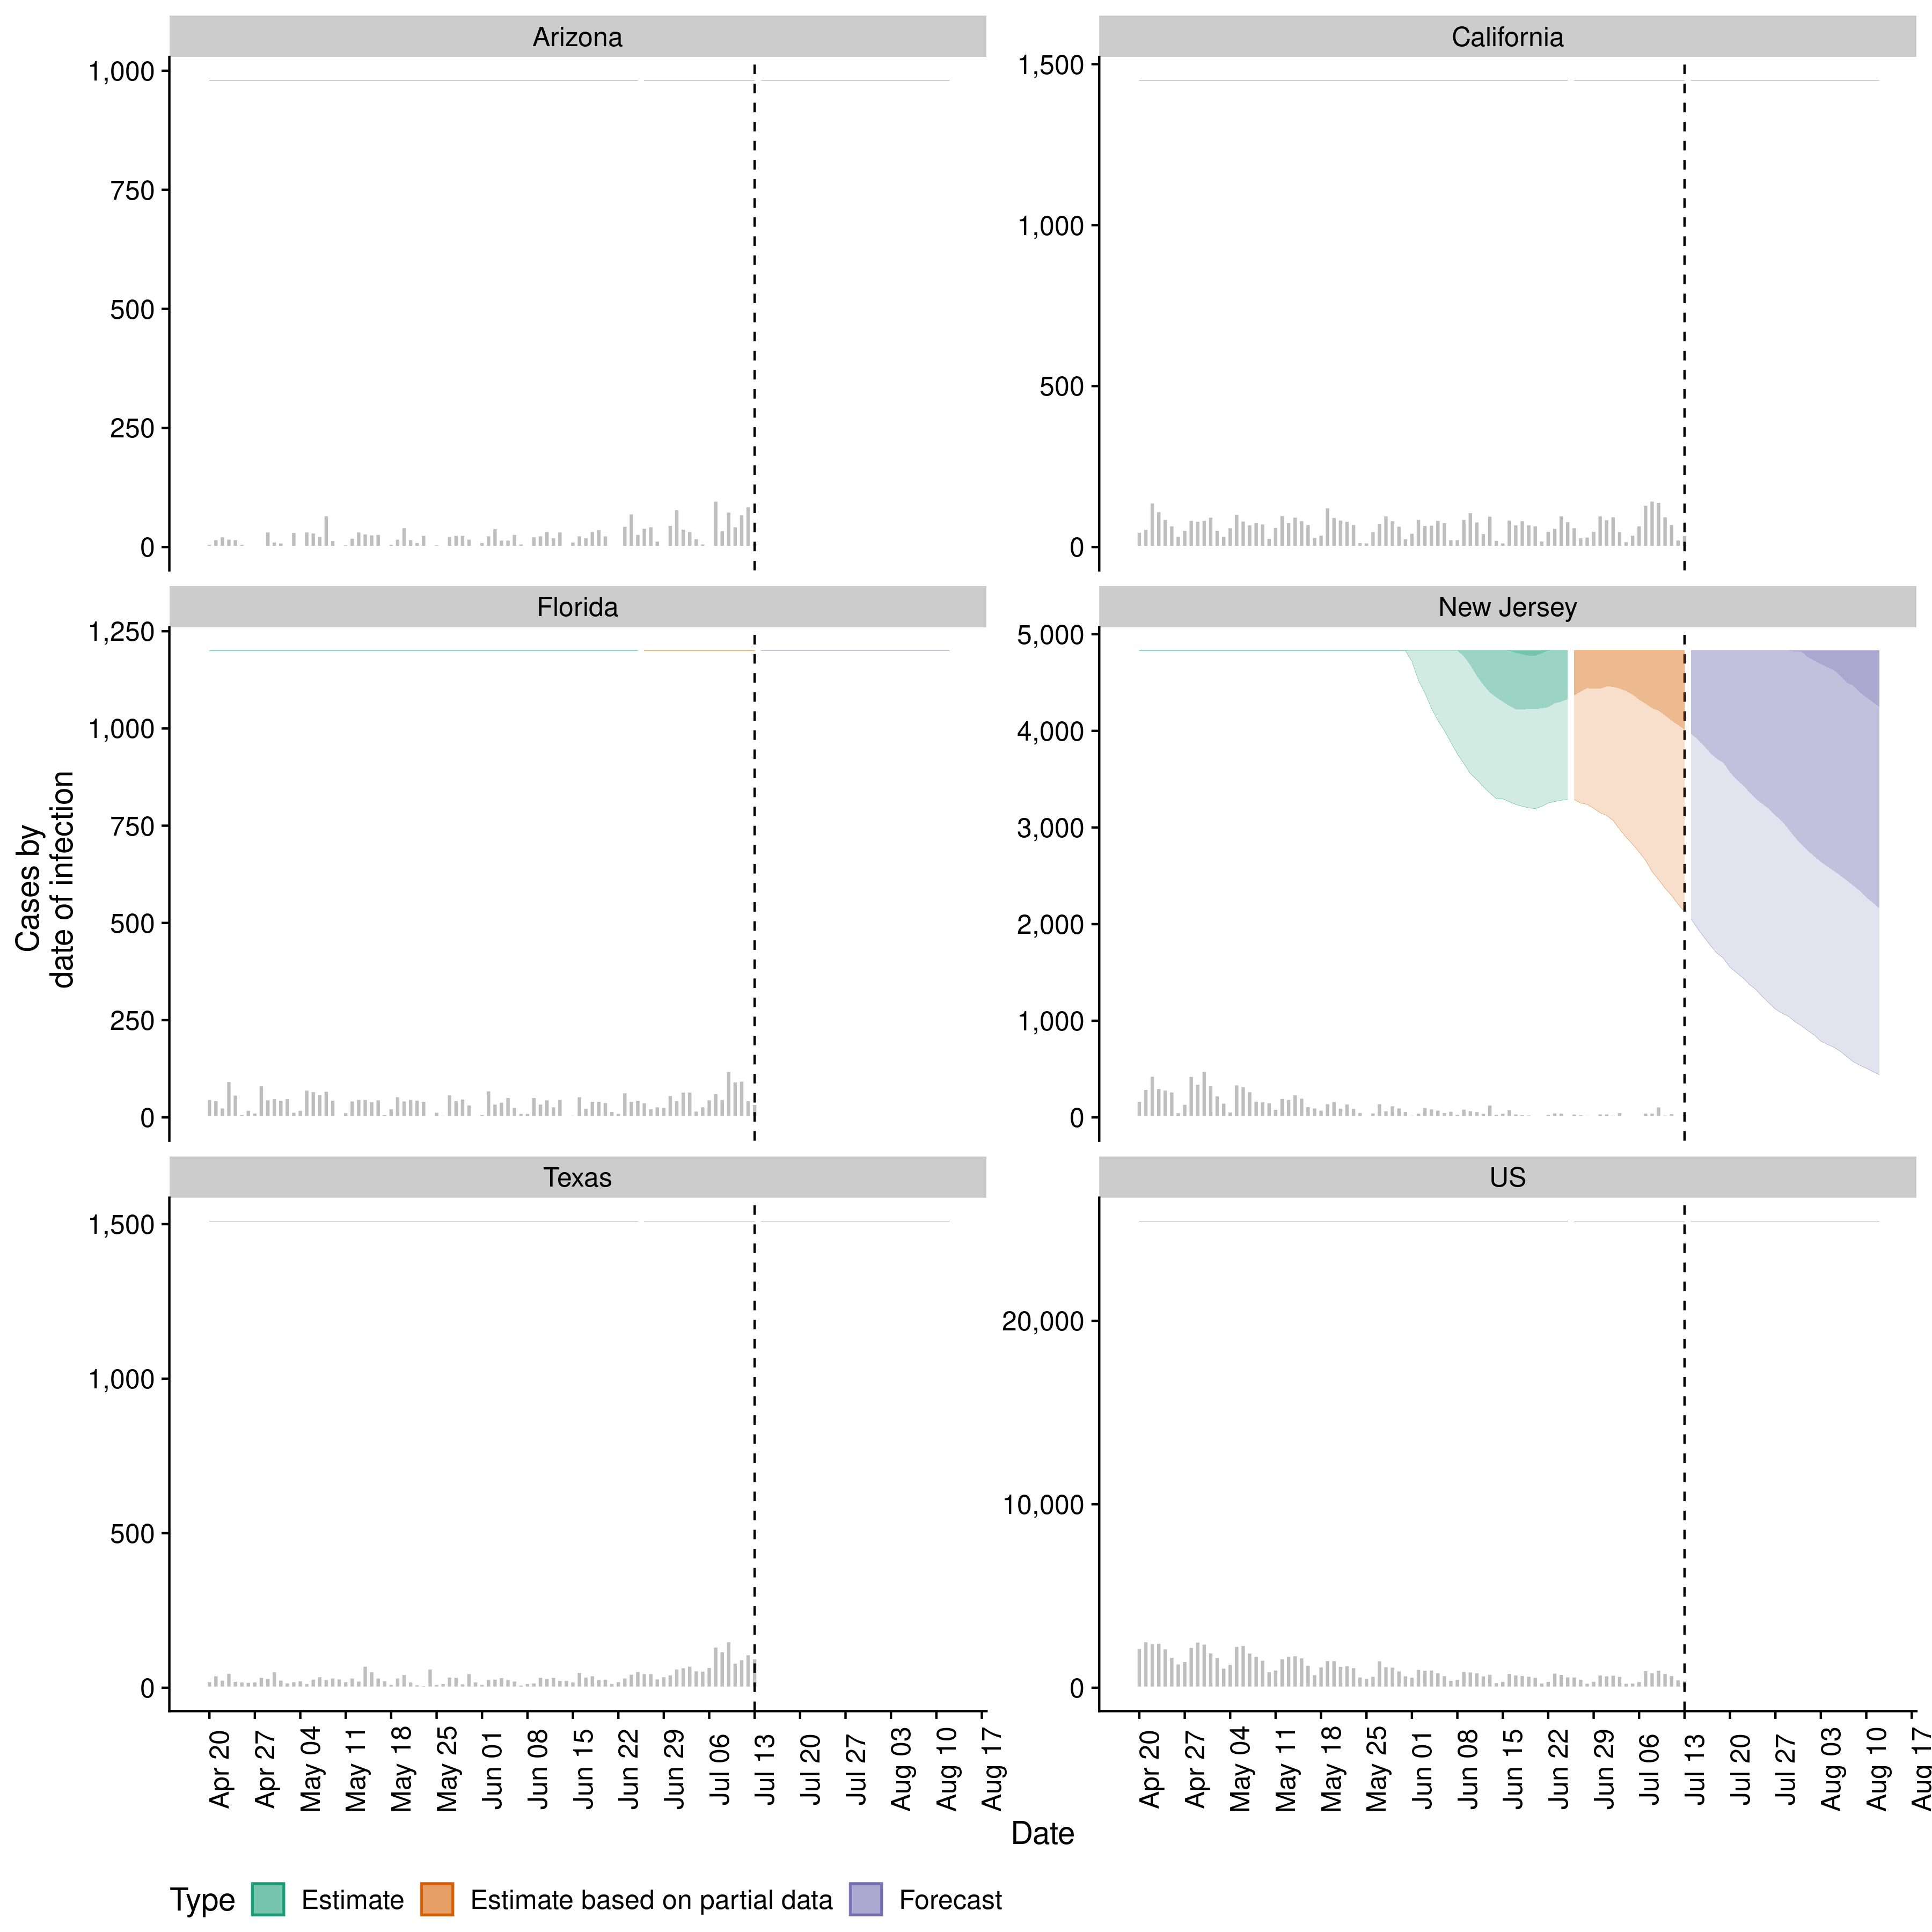 Arizona
1,000
750
500
250
0
California
1,500
1,000
500
0
Cases by
date of infection
Florida
1,250
1,000
750
500
250
0
New Jersey
5,000
4,000
3,000
2,000
1,000
0
Texas
1,500
1,000
500
0
US
20,000
10,000
0
Apr 20
Apr 27
May 04
May 11
May 18
May 25
Jun 01
Jun 08
Jun 15
Jun 22
Jun 29
Jul 06
Jul 13
Jul 20
Jul 27
Aug 03
Aug 10
Aug 17
Apr 20
Apr 27
May 04
May 11
May 18
May 25
Jun 01
Jun 08
Jun 15
Jun 22
Jun 29
Jul 06
Jul 13
Jul 20
Jul 27
Aug 03
Aug 10
Aug 17
Date
Type Estimate Estimate based on partial data Forecast